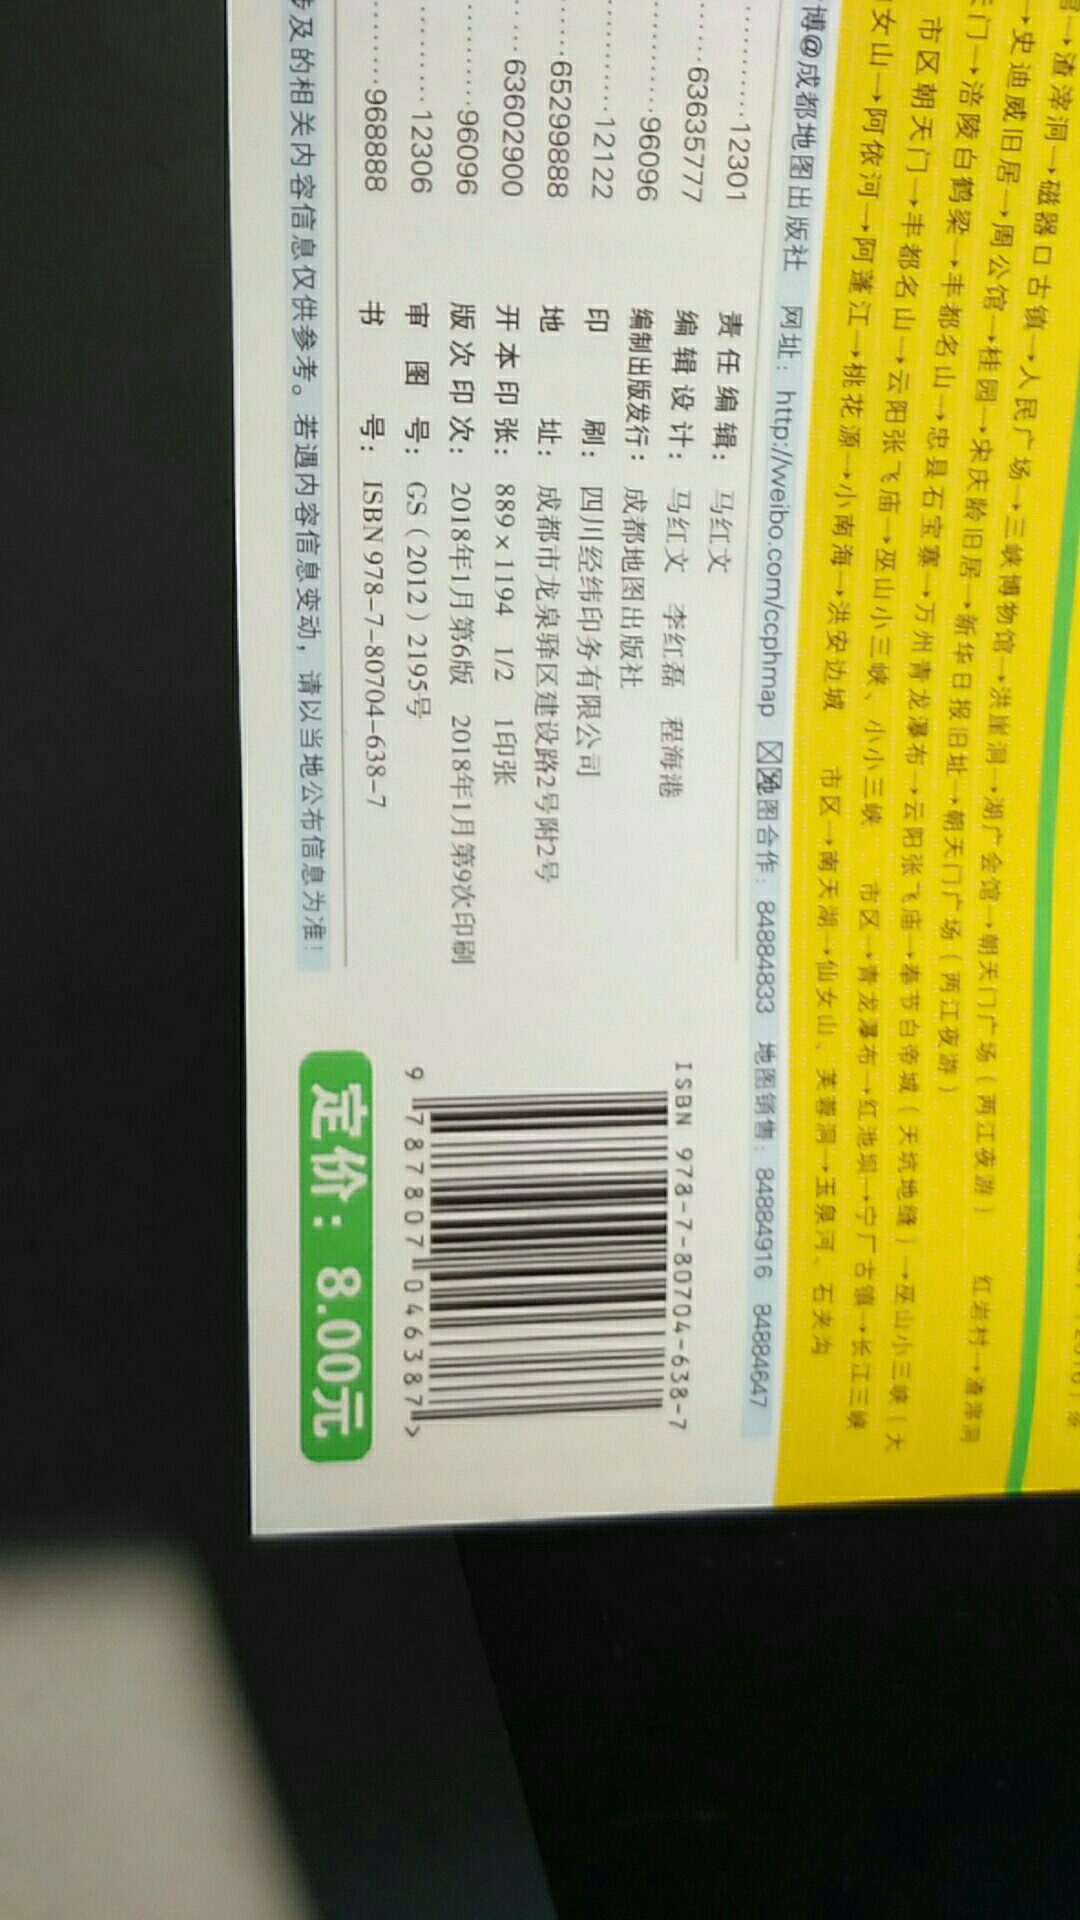 馆→渣滓洞→磁器口古镇→人民广场→三峡博物馆→洪崖洞→湖广会馆→朝天门广场（两江夜游） 红岩村→渣滓洞
→史迪威旧居→周公馆→桂园→宋庆龄旧居→新华日报旧址→朝天门广场（两江夜游）
天门→涪陵白鹤梁→丰都名山→忠县石宝寨→万州青龙瀑布→云阳张飞庙→奉节白帝城（天坑地缝）→巫山小三峡（大
市区朝天门→丰都名山→云阳张飞庙→巫山小三峡、小小三峡 市区→青龙瀑布→红池坝→宁厂古镇→长江三峡
女山→阿依河→阿蓬江→桃花源→小南海→洪安边城 市区→南天湖→仙女山、芙蓉洞→玉泉河、石夹沟
博@成都地图出版社 网址：http://weibo.com/ccphmap 地图合作：84884833 地图销售：84884916 84884647
············12301
·····63635777
··········96096
···········12122
·····65299888
····63602900
··········96096
·········12306
·······968888
责任编辑：马红文
编辑设计：马红文 李红磊 程海港
编制出版发行：成都地图出版社
印刷：四川经纬印务有限公司
地址：成都市龙泉驿区建设路2号附2号
开本印张：889×1194 1/2 1印张
版次印次：2018年1月第6版 2018年1月第9次印刷
审图号：GS（2012）2195号
书号：ISBN 978-7-80704-638-7
涉及的相关内容信息仅供参考。若遇内容信息变动，请以当地公布信息为准！
ISBN 978-7-80704-638-7
9 787807 046387 >
定价：8.00元